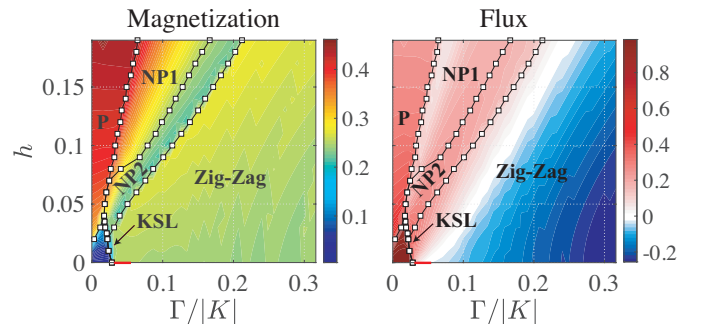 Magnetization
Flux
h
0.15
0.1
0.05
0
0
0.1
0.2
0.3
Γ/|K|
P
NP1
NP2
Zig-Zag
KSL
0.4
0.3
0.2
0.1
0
0.1
0.2
0.3
Γ/|K|
P
NP1
NP2
Zig-Zag
KSL
0.8
0.6
0.4
0.2
0
-0.2